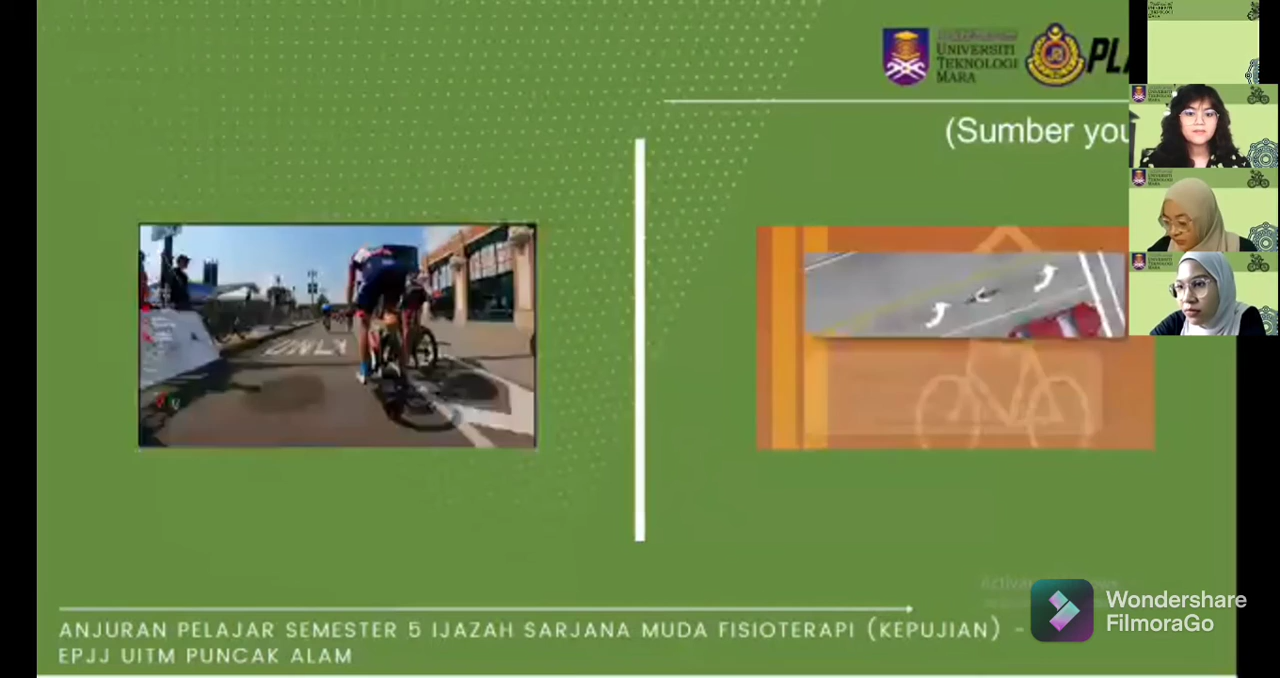 UNIVERSITI
TEKNOLOGI
MARA
(Sumber you
ONLY
ANJURAN PELAJAR SEMESTER 5 IJAZAH SARJANA MUDA FISIOTERAPI (KEPUJIAN) -
EPJJ UITM PUNCAK ALAM
Wondershare
FilmoraGo